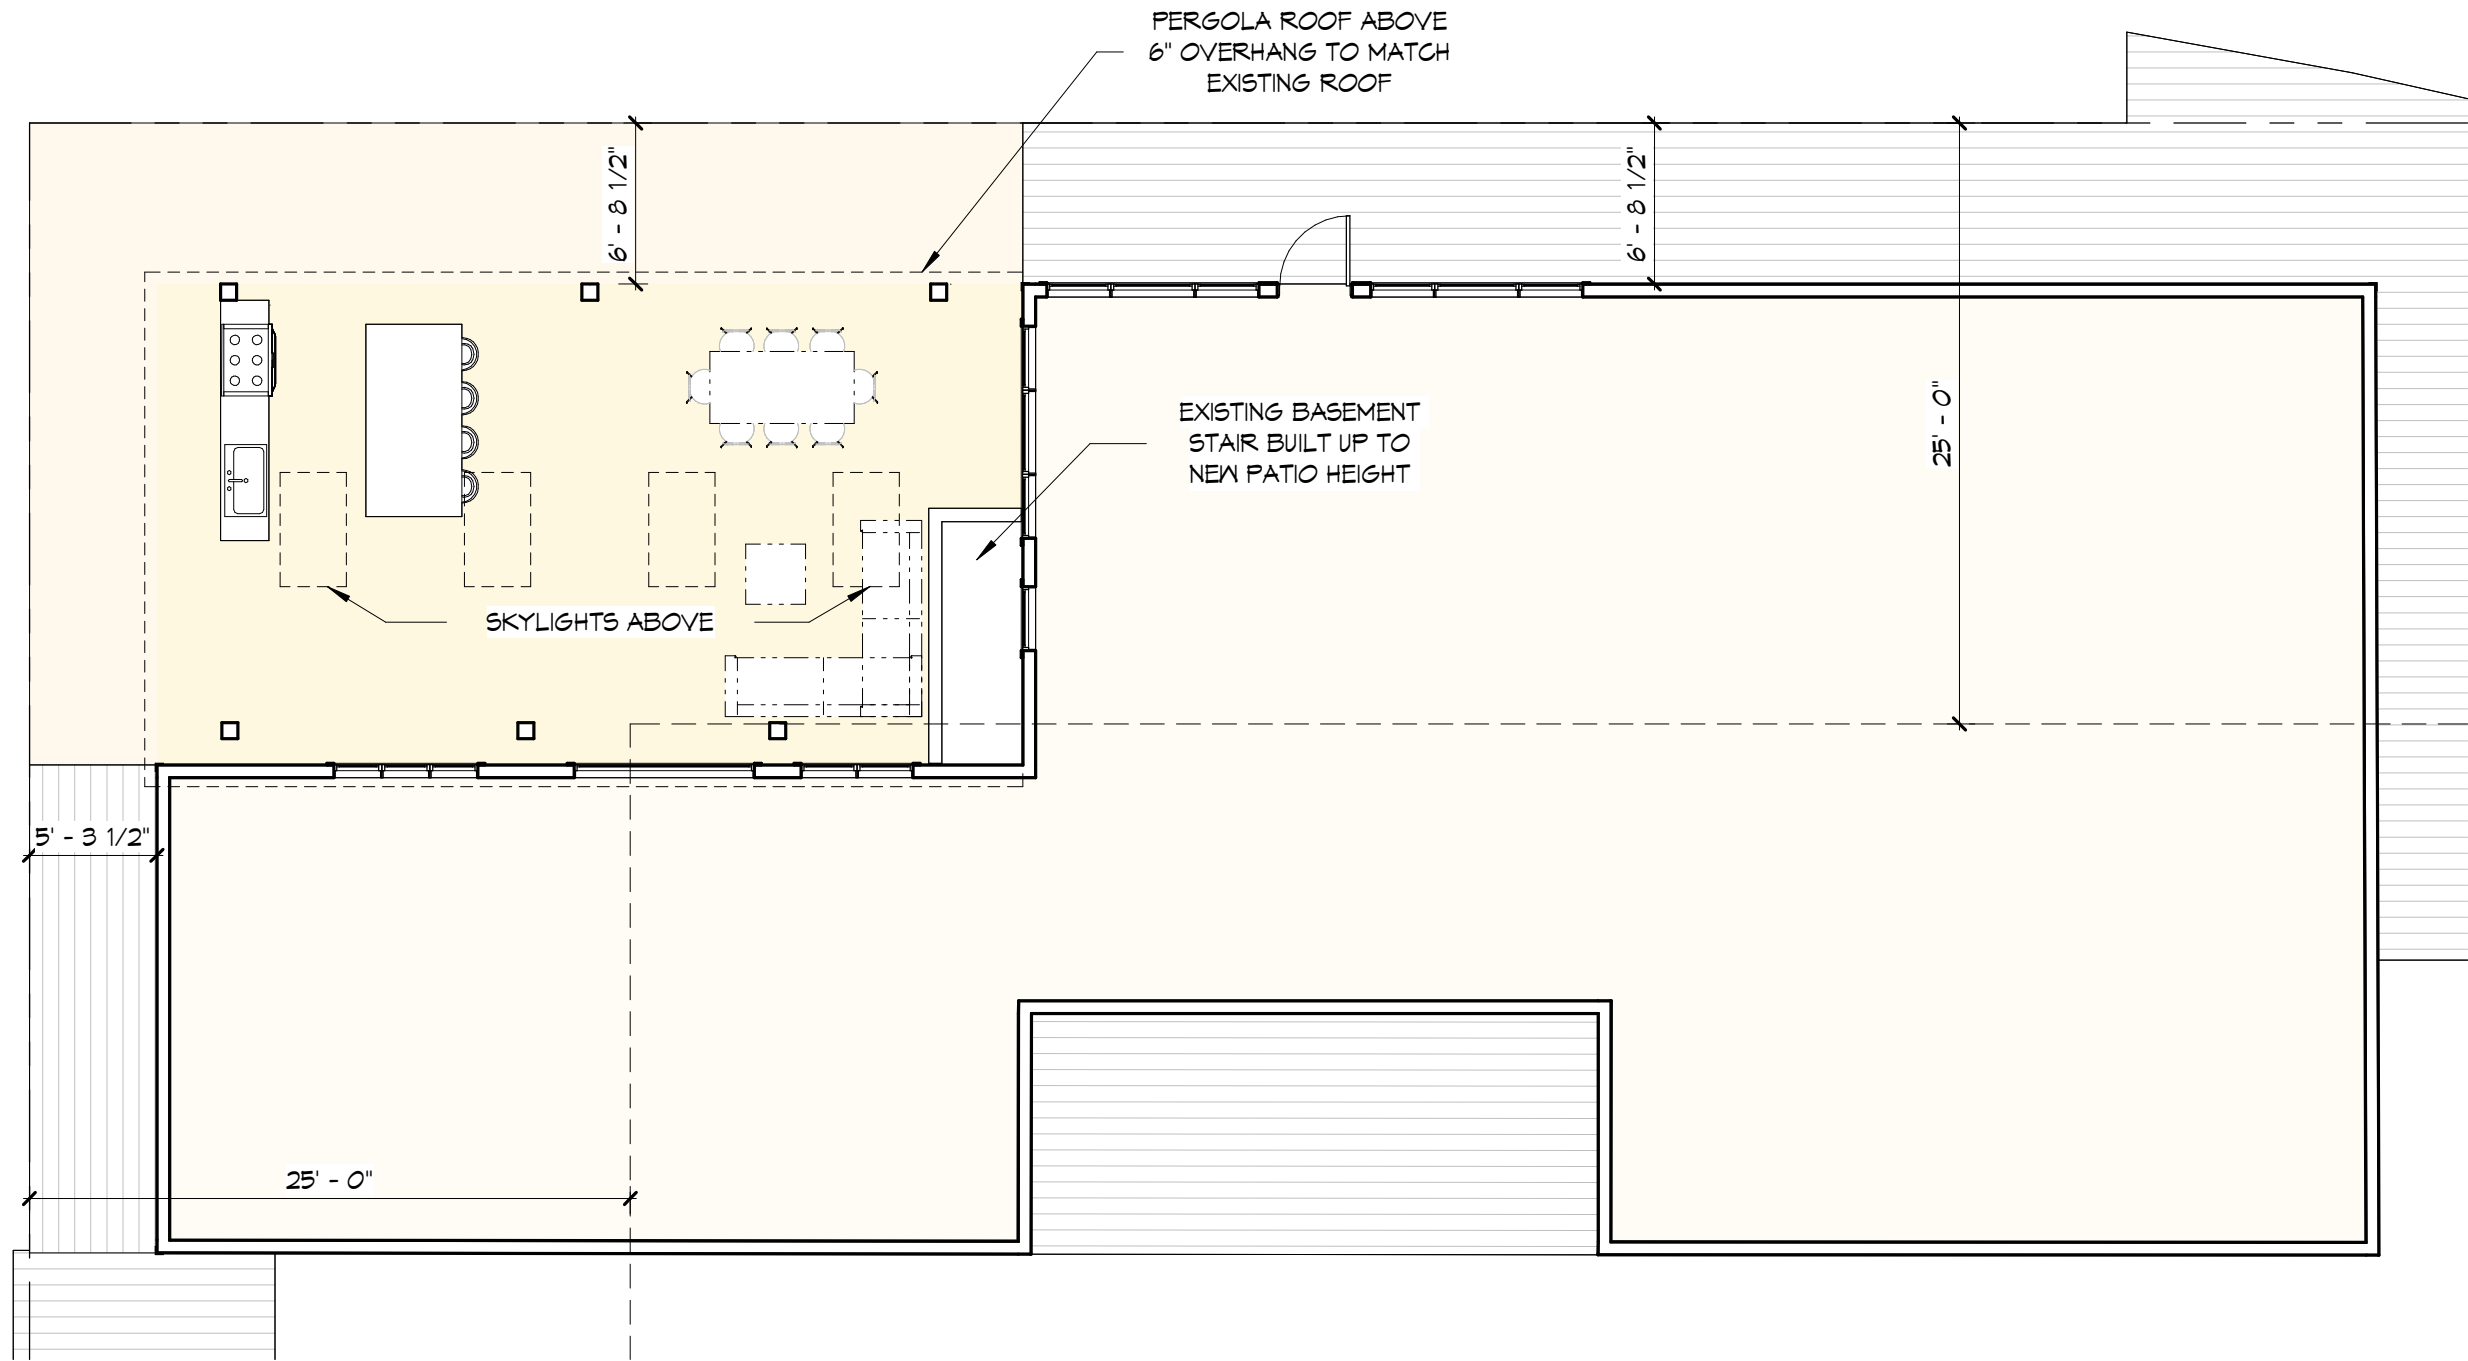 PERGOLA ROOF ABOVE
6" OVERHANG TO MATCH
EXISTING ROOF
6' - 8 1/2"
6' - 8 1/2"
25' - 0"
EXISTING BASEMENT
STAIR BUILT UP TO
NEW PATIO HEIGHT
SKYLIGHTS ABOVE
5' - 3 1/2"
25' - 0"